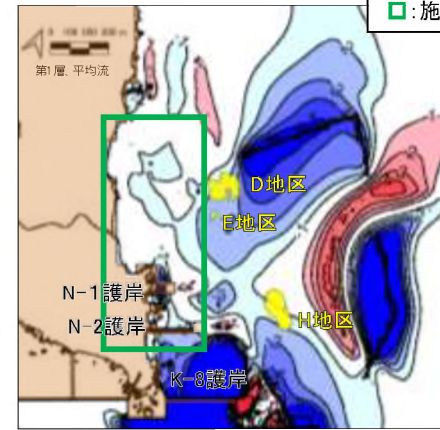 :施
第1層、平均流
D地区
E地区
N-1護岸
H地区
N-2護岸
K-8護岸